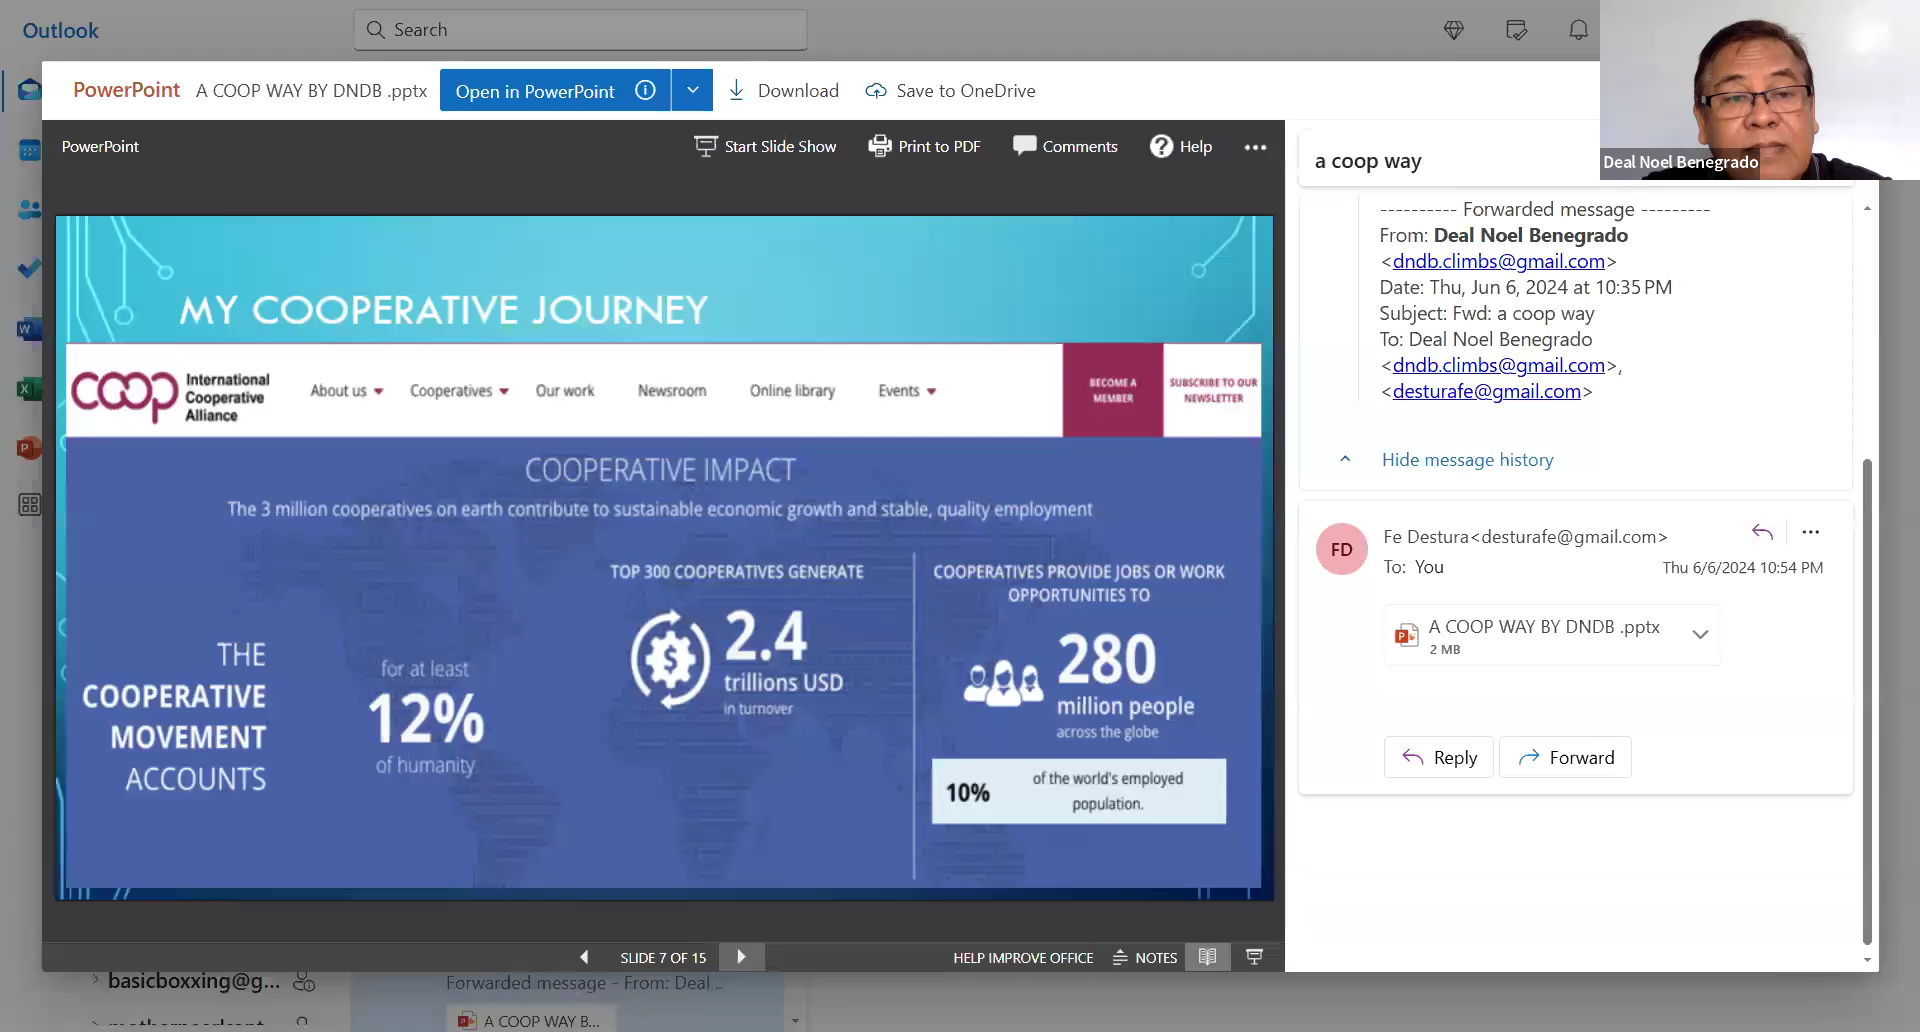 Outlook
Search
PowerPoint
A COOP WAY BY DNDB .pptx
Open in PowerPoint
Download
Save to OneDrive
Deal Noel Benegrado
PowerPoint
Start Slide Show
Print to PDF
Comments
Help
MY COOPERATIVE JOURNEY
coop
International
Cooperative
Alliance
About us
Cooperatives
Our work
Newsroom
Online library
Events
BECOME A
MEMBER
SUBSCRIBE TO OUR
NEWSLETTER
COOPERATIVE IMPACT
The 3 million cooperatives on earth contribute to sustainable economic growth and stable, quality employment
THE
COOPERATIVE
MOVEMENT
ACCOUNTS
for at least
12%
of humanity
TOP 300 COOPERATIVES GENERATE
2.4
trillions USD
in turnover
COOPERATIVES PROVIDE JOBS OR WORK
OPPORTUNITIES TO
280
million people
across the globe
10%
of the world's employed
population.
SLIDE 7 OF 15
HELP IMPROVE OFFICE
NOTES
a coop way
---------- Forwarded message ---------
From: Deal Noel Benegrado
<dndb.climbs@gmail.com>
Date: Thu, Jun 6, 2024 at 10:35 PM
Subject: Fwd: a coop way
To: Deal Noel Benegrado
<dndb.climbs@gmail.com>,
<desturafe@gmail.com>
Hide message history
FD
Fe Destura<desturafe@gmail.com>
To: You
Thu 6/6/2024 10:54 PM
A COOP WAY BY DNDB .pptx
2 MB
Reply
Forward
basicboxxing@g...
Forwarded message - From: Deal...
A COOP WAY B...